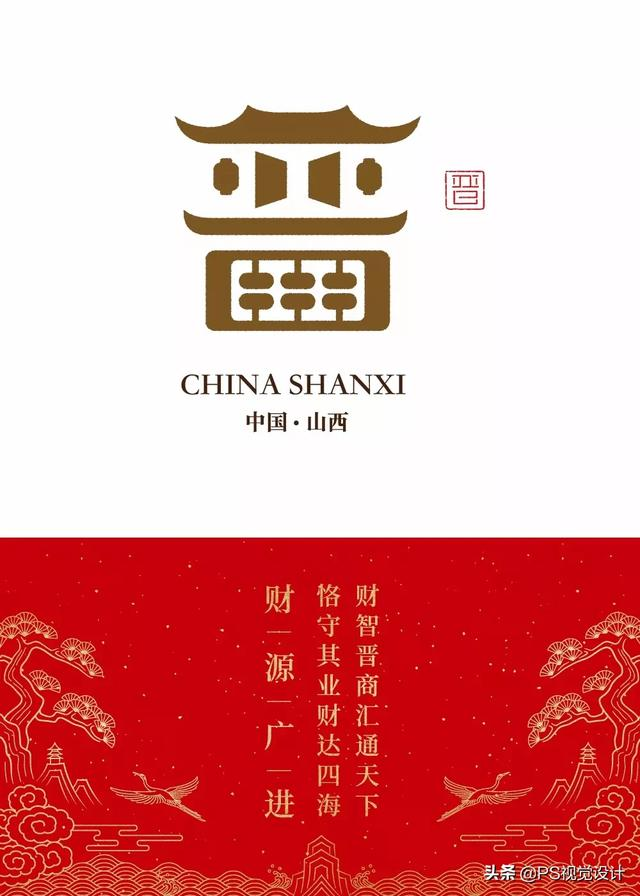 晋
晋
CHINA SHANXI
中国·山西
财智晋商汇通天下
恪守其业财达四海
财源广进
头条 @PS视觉设计